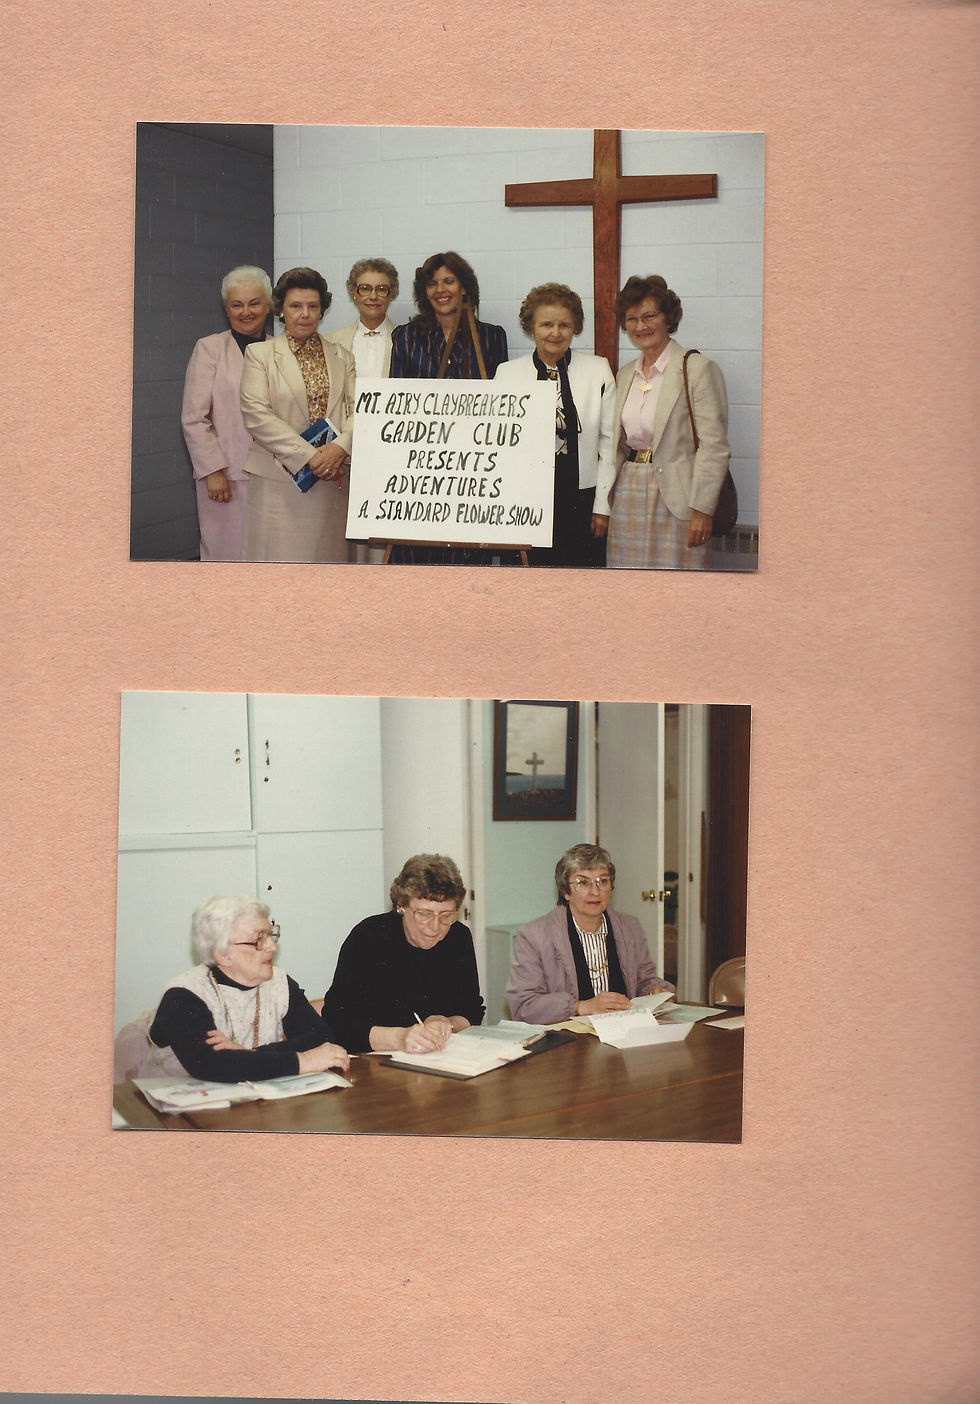 MT. AIRY CLAYBREAKERS
GARDEN CLUB
PRESENTS
ADVENTURES
A STANDARD FLOWER SHOW